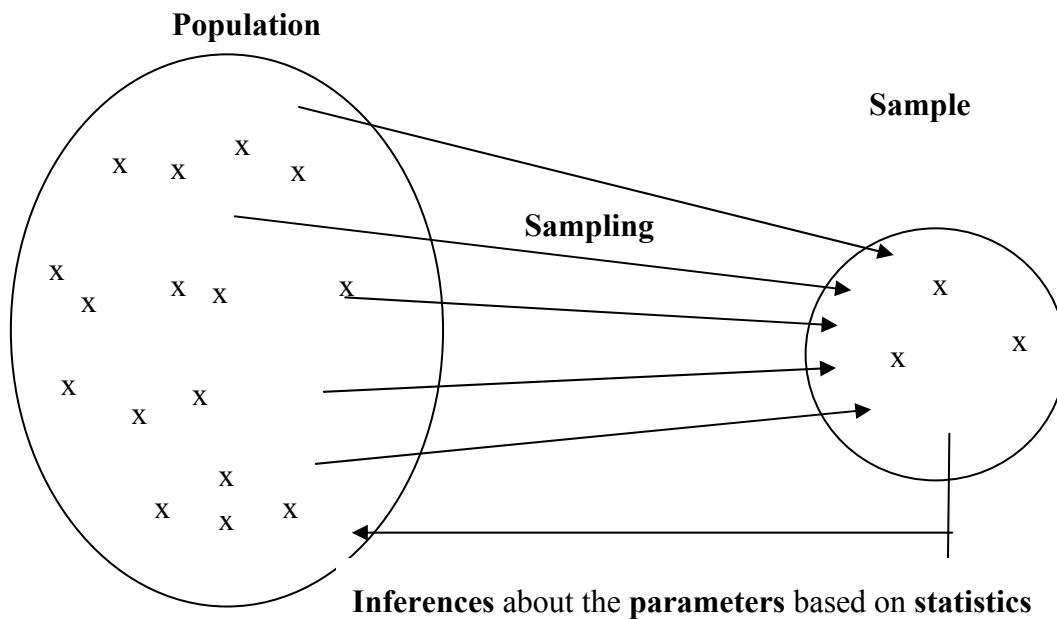 Population
Sample
x x x x
Sampling
x x x x x
x
x x
x
x x x
x
x x x x
Inferences about the parameters based on statistics